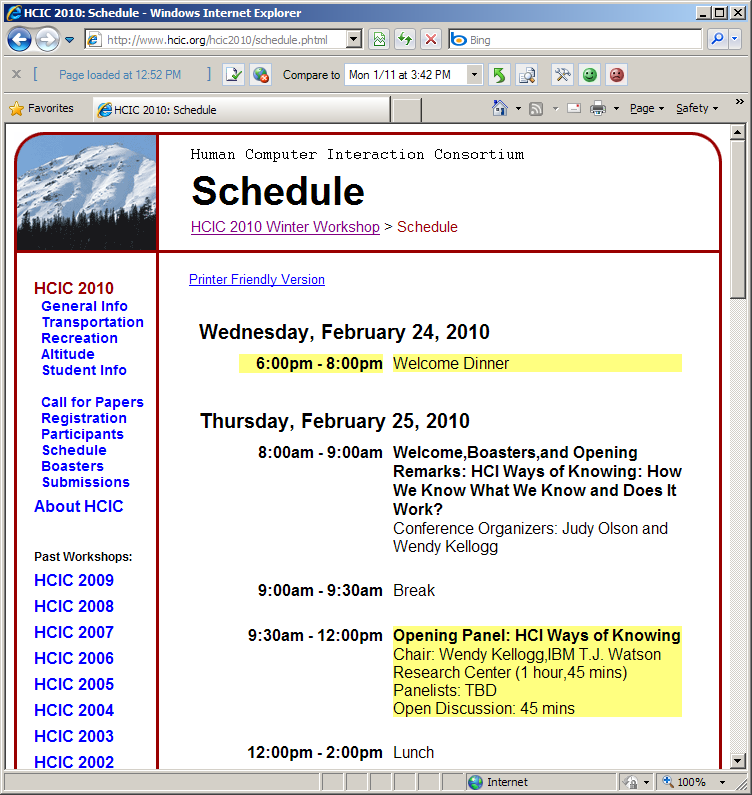 HCIC 2010: Schedule - Windows Internet Explorer
http://www.hcic.org/hcic2010/schedule.phtml
Bing
x [ Page loaded at 12:52 PM ] Compare to Mon 1/11 at 3:42 PM
Favorites HCIC 2010: Schedule Page Safety »
Human Computer Interaction Consortium
Schedule
HCIC 2010 Winter Workshop > Schedule
HCIC 2010
General Info
Transportation
Recreation
Altitude
Student Info
Call for Papers
Registration
Participants
Schedule
Boasters
Submissions
About HCIC
Past Workshops:
HCIC 2009
HCIC 2008
HCIC 2007
HCIC 2006
HCIC 2005
HCIC 2004
HCIC 2003
HCIC 2002
Printer Friendly Version
Wednesday, February 24, 2010
6:00pm - 8:00pm Welcome Dinner
Thursday, February 25, 2010
8:00am - 9:00am Welcome,Boasters,and Opening
Remarks: HCI Ways of Knowing: How
We Know What We Know and Does It
Work?
Conference Organizers: Judy Olson and
Wendy Kellogg
9:00am - 9:30am Break
9:30am - 12:00pm Opening Panel: HCI Ways of Knowing
Chair: Wendy Kellogg,IBM T.J. Watson
Research Center (1 hour,45 mins)
Panelists: TBD
Open Discussion: 45 mins
12:00pm - 2:00pm Lunch
Internet 100%